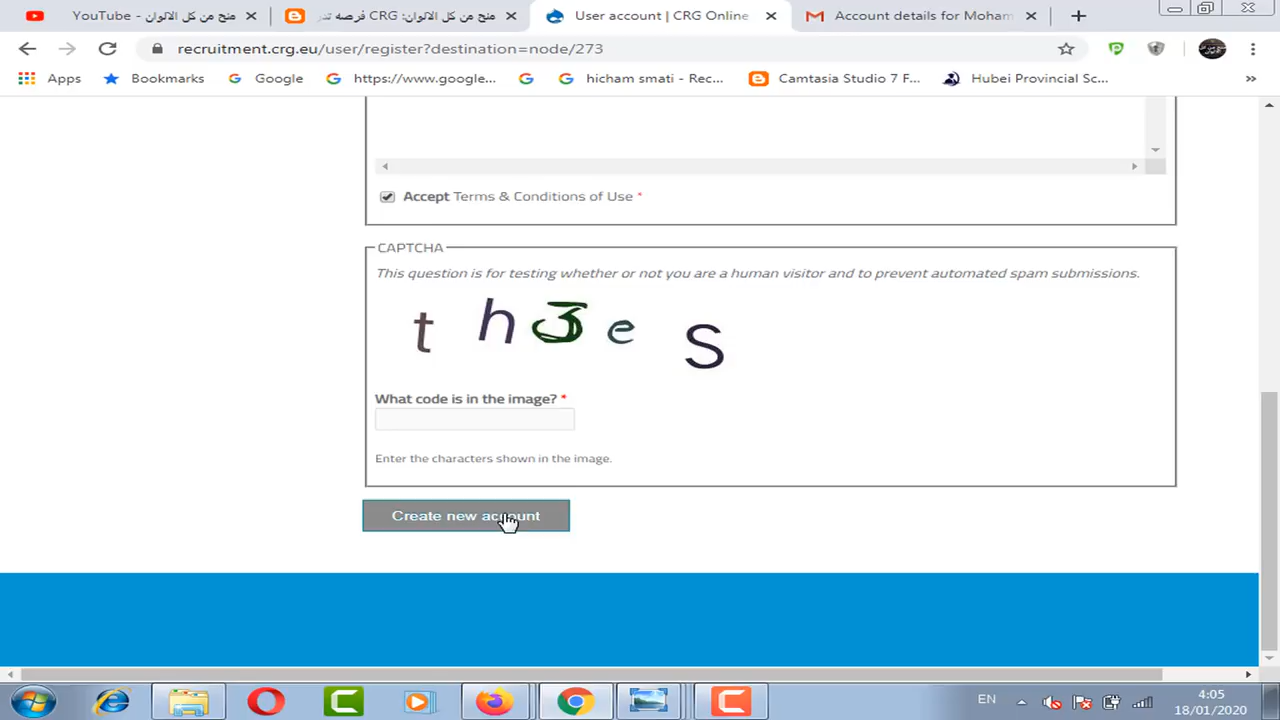 منح من كل الالوان - YouTube
منح من كل الالوان: CRG فرصه تدر
User account | CRG Online
Account details for Moham
recruitment.crg.eu/user/register?destination=node/273
Apps
Bookmarks
Google
https://www.google...
hicham smati - Rec...
Camtasia Studio 7 F...
Hubei Provincial Sc...
»
Accept Terms & Conditions of Use *
CAPTCHA
This question is for testing whether or not you are a human visitor and to prevent automated spam submissions.
t h 3 e S
What code is in the image? *
Enter the characters shown in the image.
Create new account
EN
4:05
18/01/2020